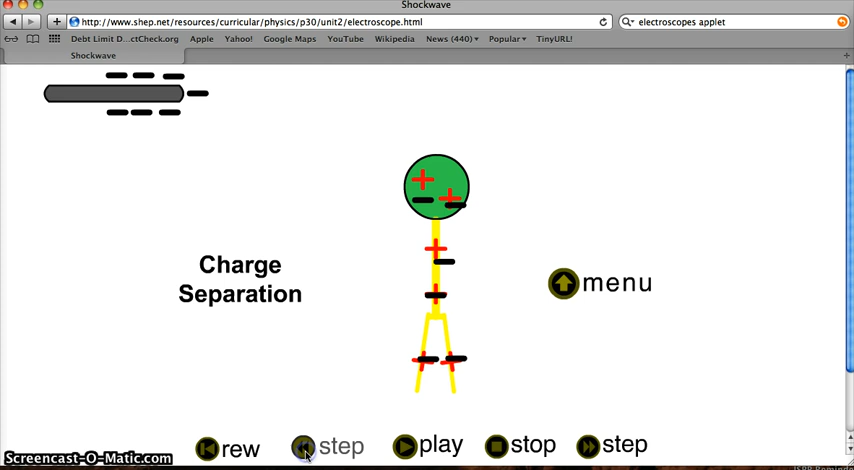 Shockwave
http://www.shep.net/resources/curricular/physics/p30/unit2/electroscope.html
electroscopes applet
Debt Limit D...ctCheck.org Apple Yahoo! Google Maps YouTube Wikipedia News (440) Popular TinyURL!
Shockwave
Charge
Separation
menu
rew step play stop step
Screencast-O-Matic.com